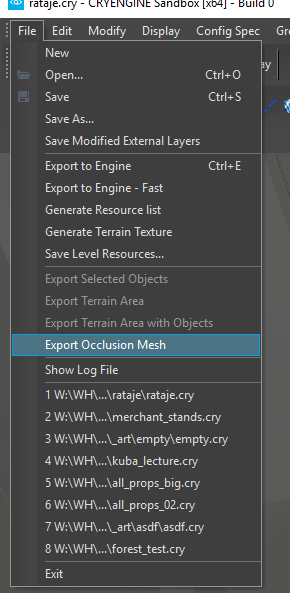 rataje.cry - CRYENGINE Sandbox [x64] - Build 0
File Edit Modify Display Config Spec Groups
New
Open... Ctrl+O
Save Ctrl+S
Save As...
Save Modified External Layers
Export to Engine Ctrl+E
Export to Engine - Fast
Generate Resource list
Generate Terrain Texture
Save Level Resources...
Export Selected Objects
Export Terrain Area
Export Terrain Area with Objects
Export Occlusion Mesh
Show Log File
1 W:\WH\...\rataje\rataje.cry
2 W:\WH\...\merchant_stands.cry
3 W:\WH\...\_art\empty\empty.cry
4 W:\WH\...\kuba_lecture.cry
5 W:\WH\...\all_props_big.cry
6 W:\WH\...\all_props_02.cry
7 W:\WH\...\_art\asdf\asdf.cry
8 W:\WH\...\forest_test.cry
Exit